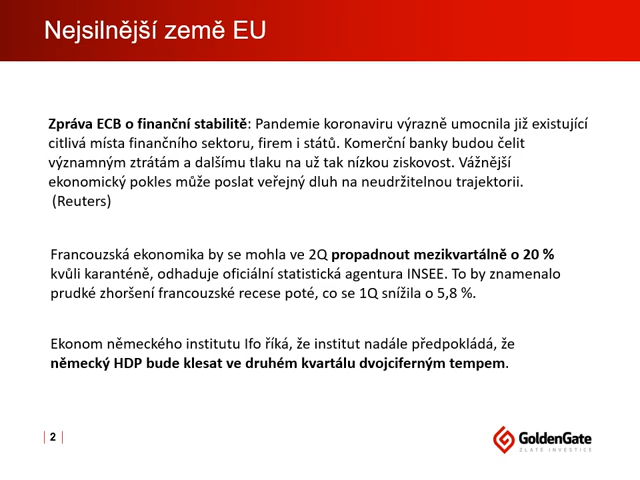 Nejsilnější země EU
Zpráva ECB o finanční stabilitě: Pandemie koronaviru výrazně umocnila již existující
citlivá místa finančního sektoru, firem i států. Komerční banky budou čelit
významným ztrátám a dalšímu tlaku na už tak nízkou ziskovost. Vážnější
ekonomický pokles může poslat veřejný dluh na neudržitelnou trajektorii.
(Reuters)
Francouzská ekonomika by se mohla ve 2Q propadnout mezikvartálně o 20 %
kvůli karanténě, odhaduje oficiální statistická agentura INSEE. To by znamenalo
prudké zhoršení francouzské recese poté, co se 1Q snížila o 5,8 %.
Ekonom německého institutu Ifo říká, že institut nadále předpokládá, že
německý HDP bude klesat ve druhém kvartálu dvojciferným tempem.
| 2 |
GoldenGate
ZLATÉ INVESTICE